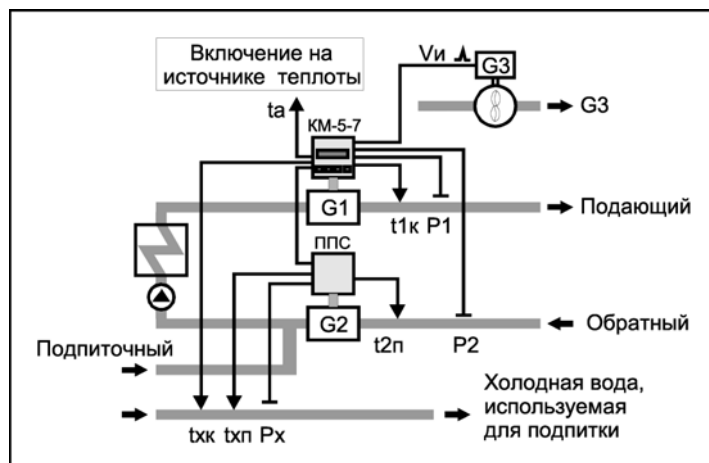 Включение на
источнике теплоты
Vи
G3
G3
ta
КМ-5-7
G1
Подающий
t1к P1
ППС
G2
Обратный
t2п
P2
Подпиточный
Холодная вода,
используемая
для подпитки
tхк tхп Pх